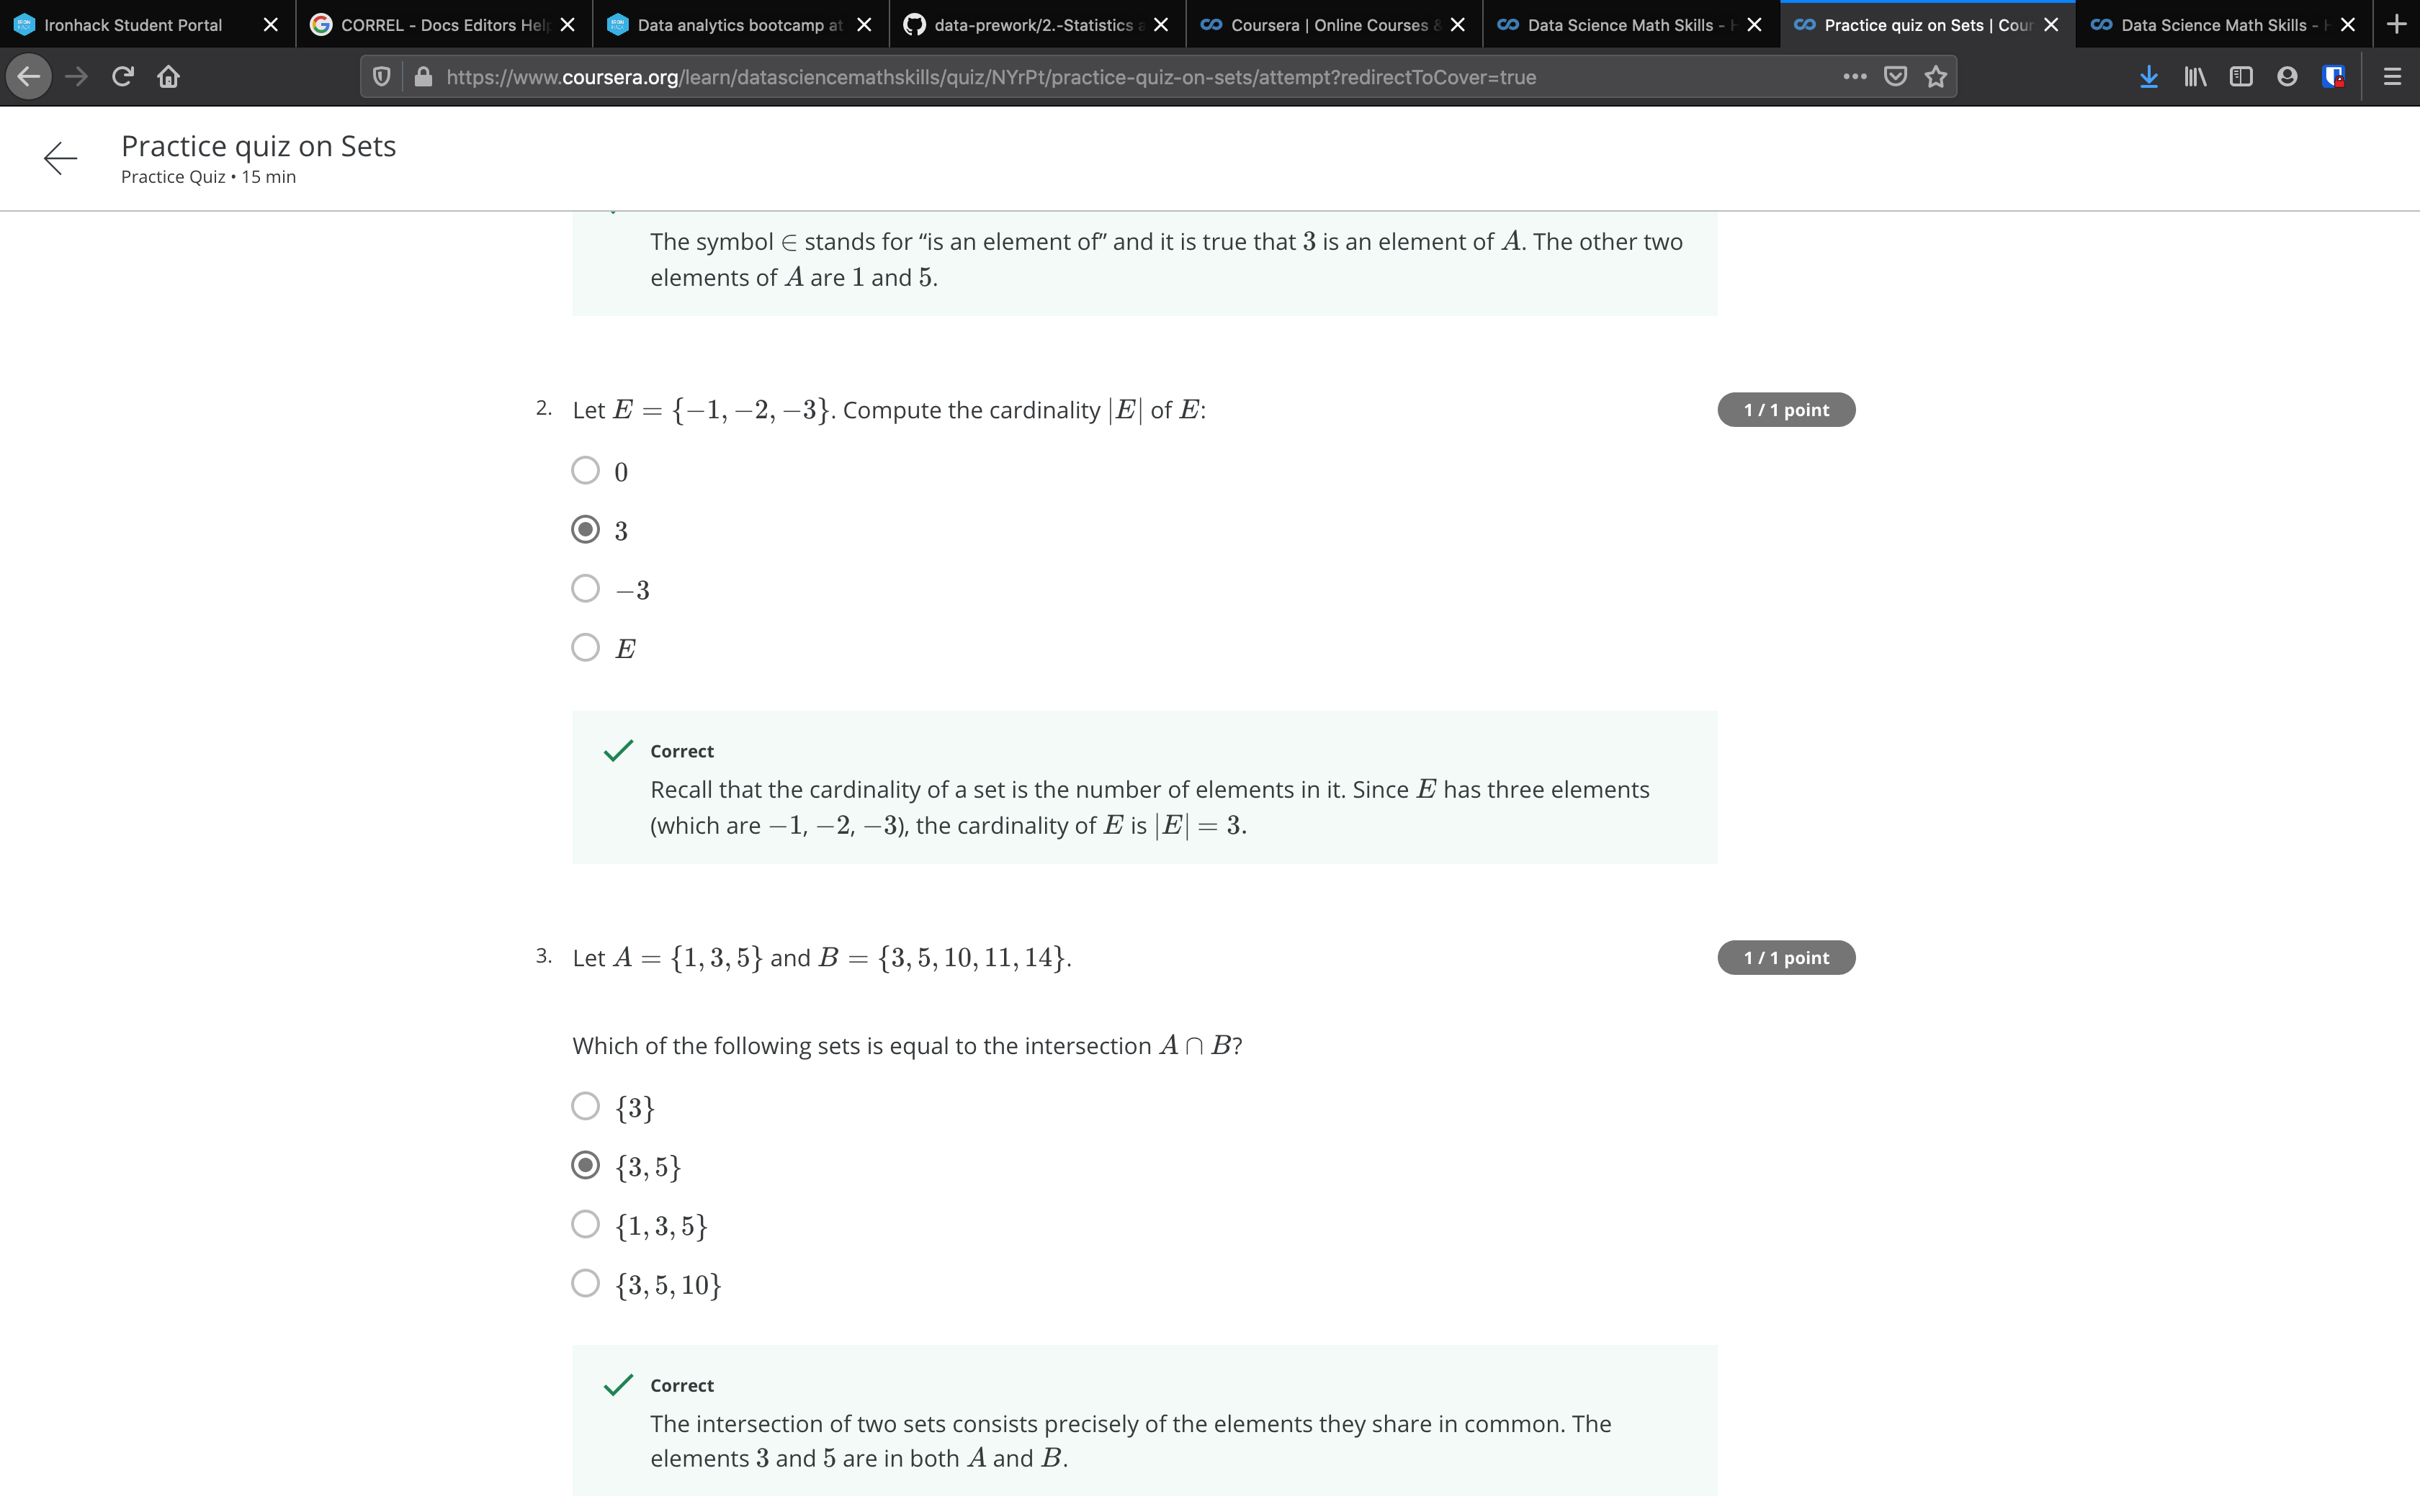 Ironhack Student Portal
CORREL - Docs Editors Hel
Data analytics bootcamp at
data-prework/2.-Statistics a
Coursera | Online Courses &
Data Science Math Skills -
Practice quiz on Sets | Cour
Data Science Math Skills -
https://www.coursera.org/learn/datasciencemathskills/quiz/NYrPt/practice-quiz-on-sets/attempt?redirectToCover=true
Practice quiz on Sets
Practice Quiz • 15 min
The symbol ∈ stands for “is an element of” and it is true that 3 is an element of A. The other two
elements of A are 1 and 5.
2. Let E = {−1, −2, −3}. Compute the cardinality |E| of E:
1 / 1 point
0
3
−3
E
Correct
Recall that the cardinality of a set is the number of elements in it. Since E has three elements
(which are −1, −2, −3), the cardinality of E is |E| = 3.
3. Let A = {1, 3, 5} and B = {3, 5, 10, 11, 14}.
1 / 1 point
Which of the following sets is equal to the intersection A ∩ B?
{3}
{3, 5}
{1, 3, 5}
{3, 5, 10}
Correct
The intersection of two sets consists precisely of the elements they share in common. The
elements 3 and 5 are in both A and B.